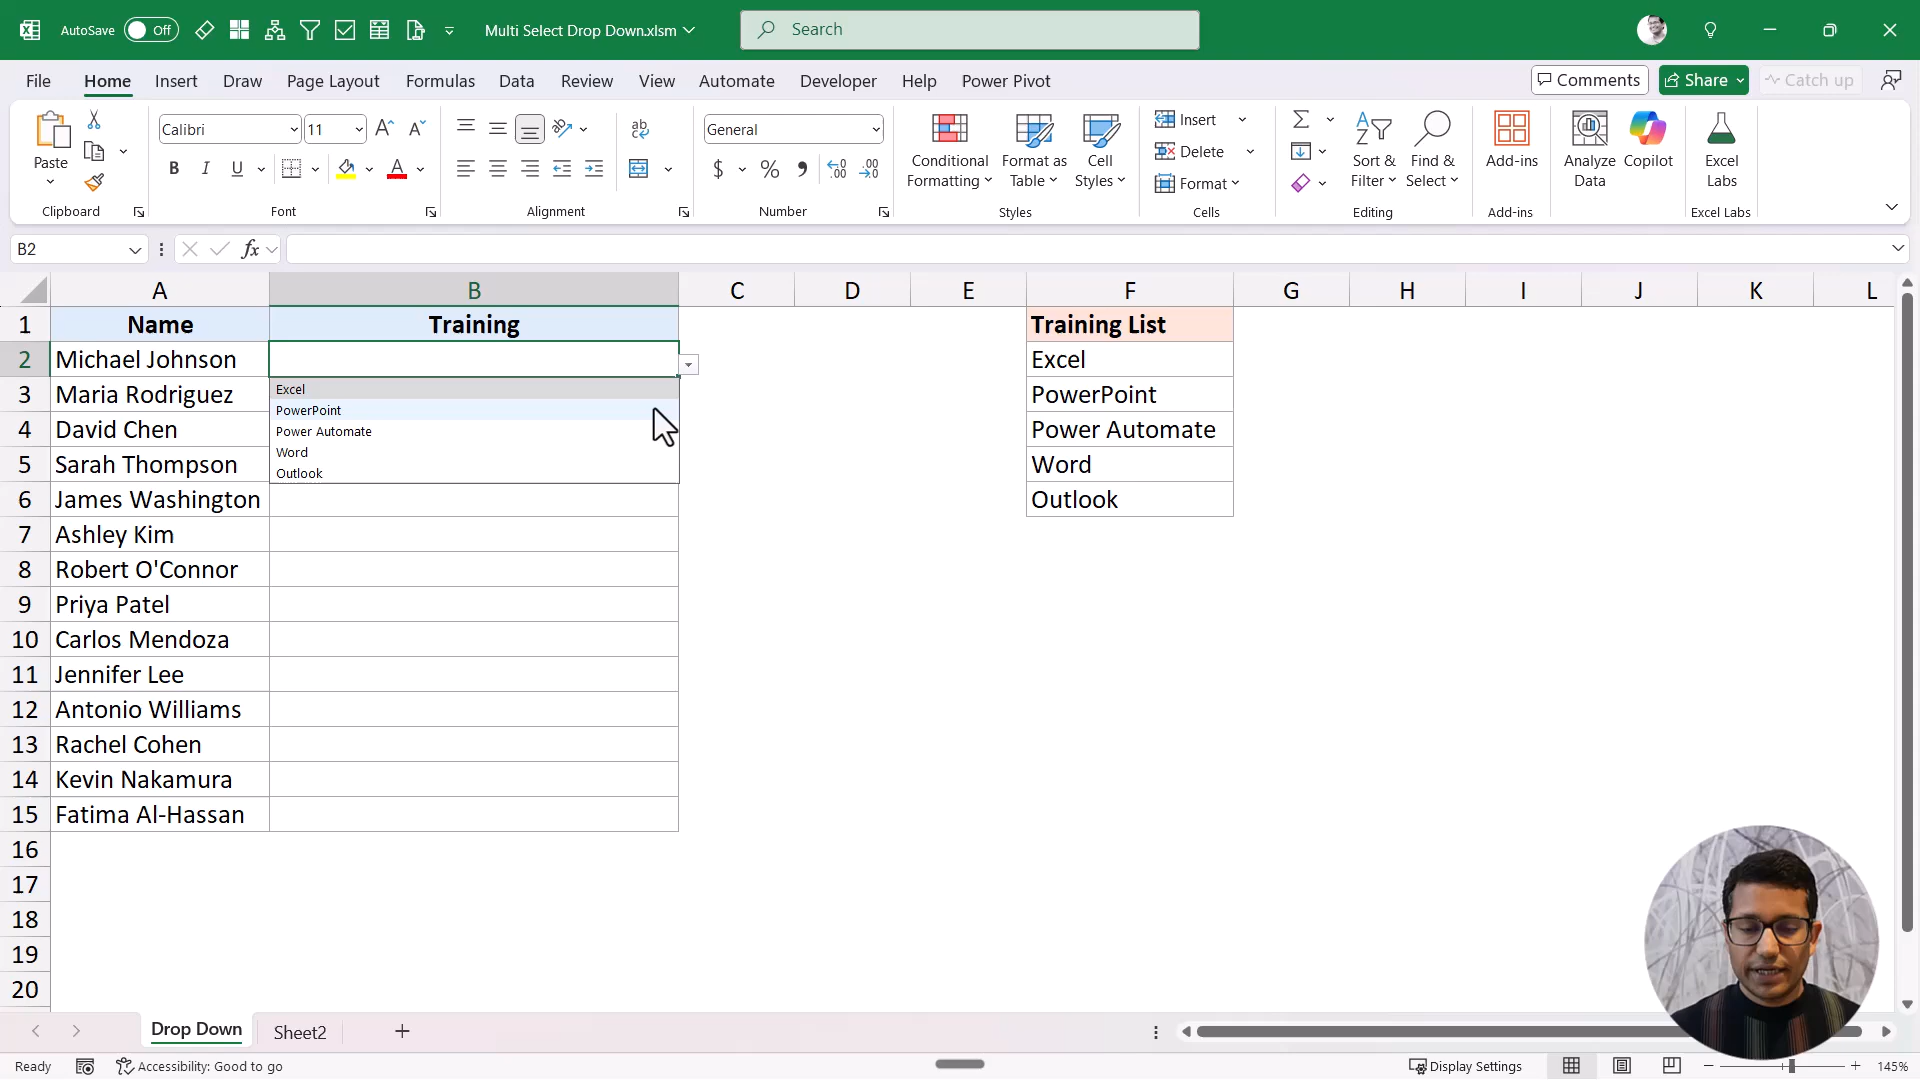 AutoSave Off Multi Select Drop Down.xlsm Search
File Home Insert Draw Page Layout Formulas Data Review View Automate Developer Help Power Pivot Comments Share Catch up
Paste Calibri 11 General Conditional Formatting Format as Table Cell Styles Insert Delete Format Sort & Filter Find & Select Add-ins Analyze Data Copilot Excel Labs
Clipboard Font Alignment Number Styles Cells Editing Add-ins Excel Labs
B2 fx
A B C D E F G H I J K L
1 Name Training Training List
2 Michael Johnson Excel
3 Maria Rodriguez PowerPoint
4 David Chen Power Automate
5 Sarah Thompson Word
6 James Washington Outlook
Excel
PowerPoint
Power Automate
Word
Outlook
7 Ashley Kim
8 Robert O'Connor
9 Priya Patel
10 Carlos Mendoza
11 Jennifer Lee
12 Antonio Williams
13 Rachel Cohen
14 Kevin Nakamura
15 Fatima Al-Hassan
16
17
18
19
20
Drop Down Sheet2
Ready Accessibility: Good to go Display Settings 145%